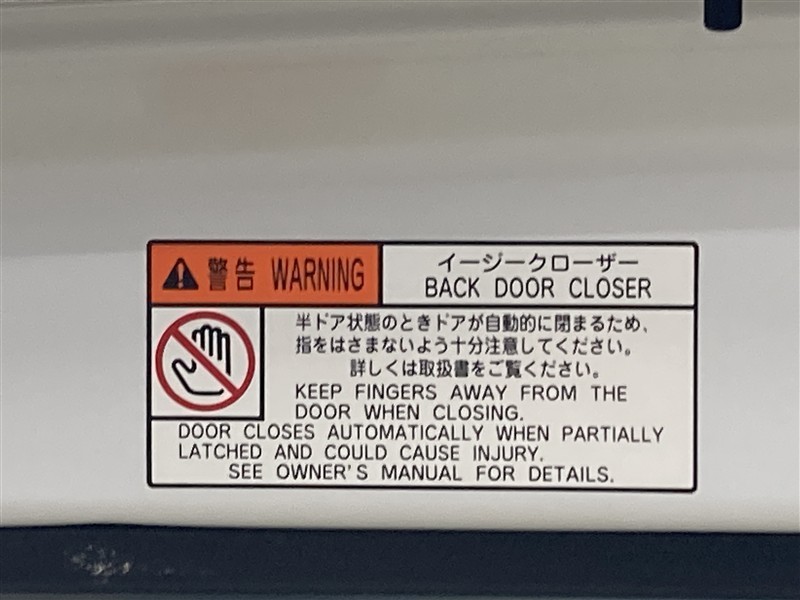 警告 WARNING
イージークローザー
BACK DOOR CLOSER
半ドア状態のときドアが自動的に閉まるため、
指をはさまないよう十分注意してください。
詳しくは取扱書をご覧ください。
KEEP FINGERS AWAY FROM THE
DOOR WHEN CLOSING.
DOOR CLOSES AUTOMATICALLY WHEN PARTIALLY
LATCHED AND COULD CAUSE INJURY.
SEE OWNER'S MANUAL FOR DETAILS.